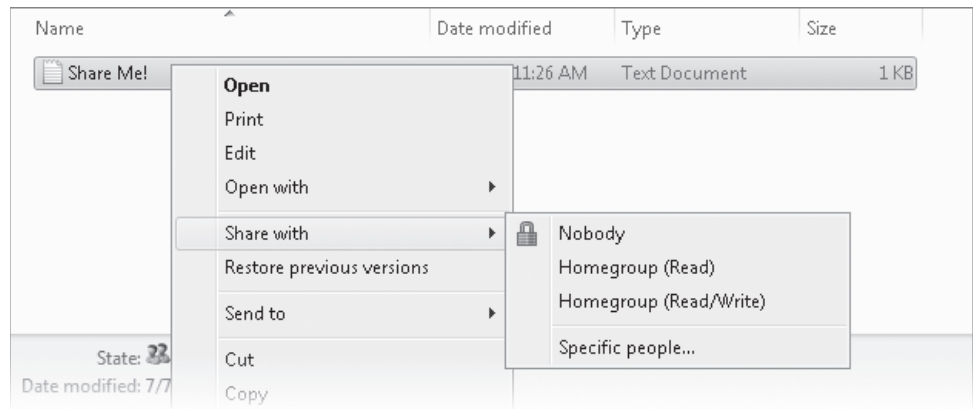 Name Date modified Type Size
Share Me! 11:26 AM Text Document 1 KB
Open
Print
Edit
Open with
Share with
Nobody
Restore previous versions
Homegroup (Read)
Homegroup (Read/Write)
Send to
Specific people...
State:
Cut
Date modified: 7/7
Copy